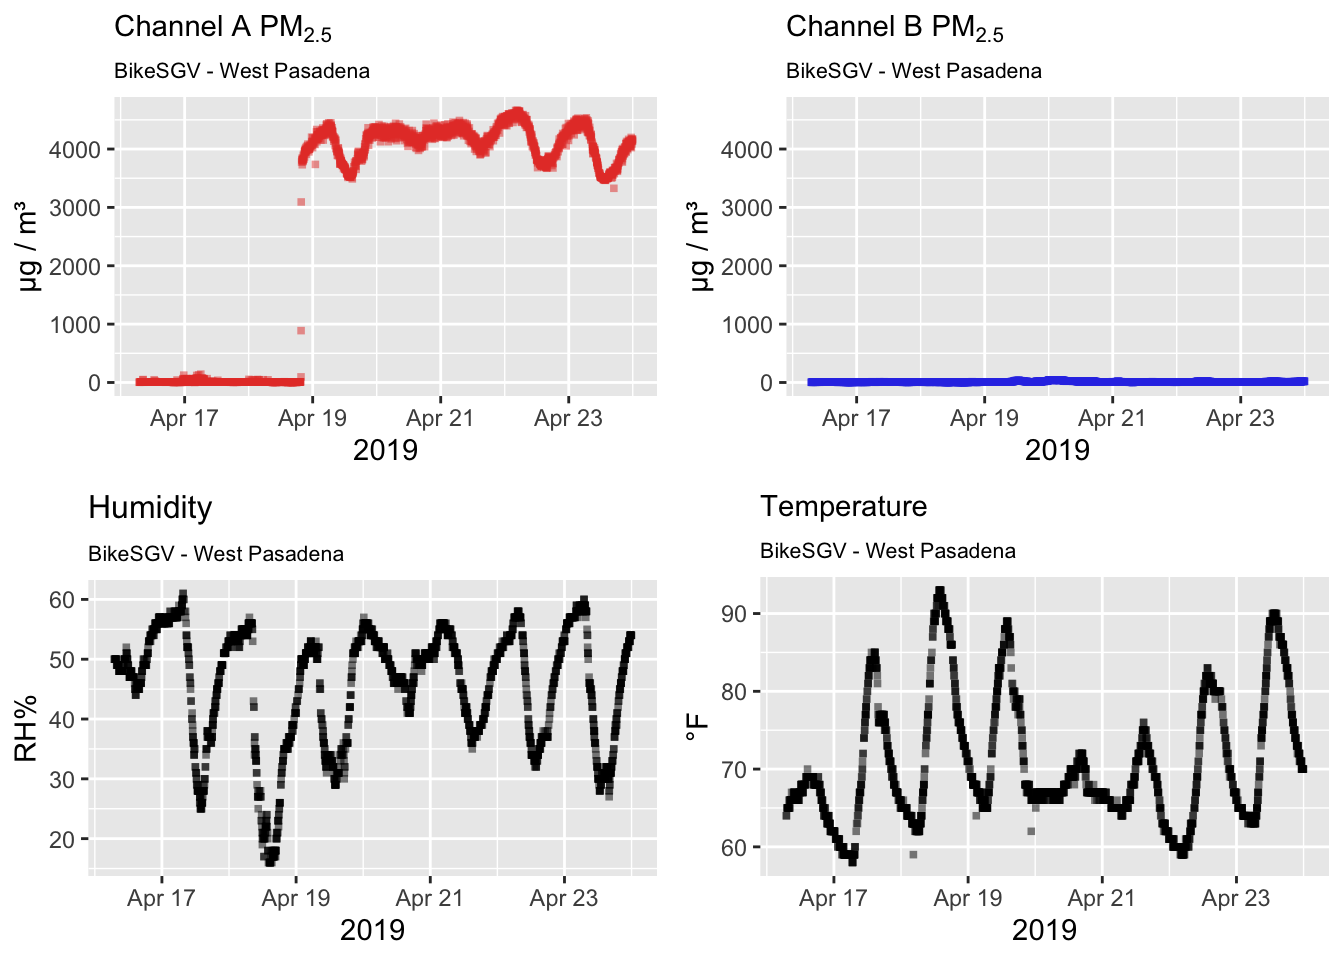 Channel A PM2.5
BikeSGV - West Pasadena
µg / m³
4000
3000
2000
1000
0
Apr 17 Apr 19 Apr 21 Apr 23
2019
Channel B PM2.5
BikeSGV - West Pasadena
µg / m³
4000
3000
2000
1000
0
Apr 17 Apr 19 Apr 21 Apr 23
2019
Humidity
BikeSGV - West Pasadena
RH%
60
50
40
30
20
Apr 17 Apr 19 Apr 21 Apr 23
2019
Temperature
BikeSGV - West Pasadena
°F
90
80
70
60
Apr 17 Apr 19 Apr 21 Apr 23
2019